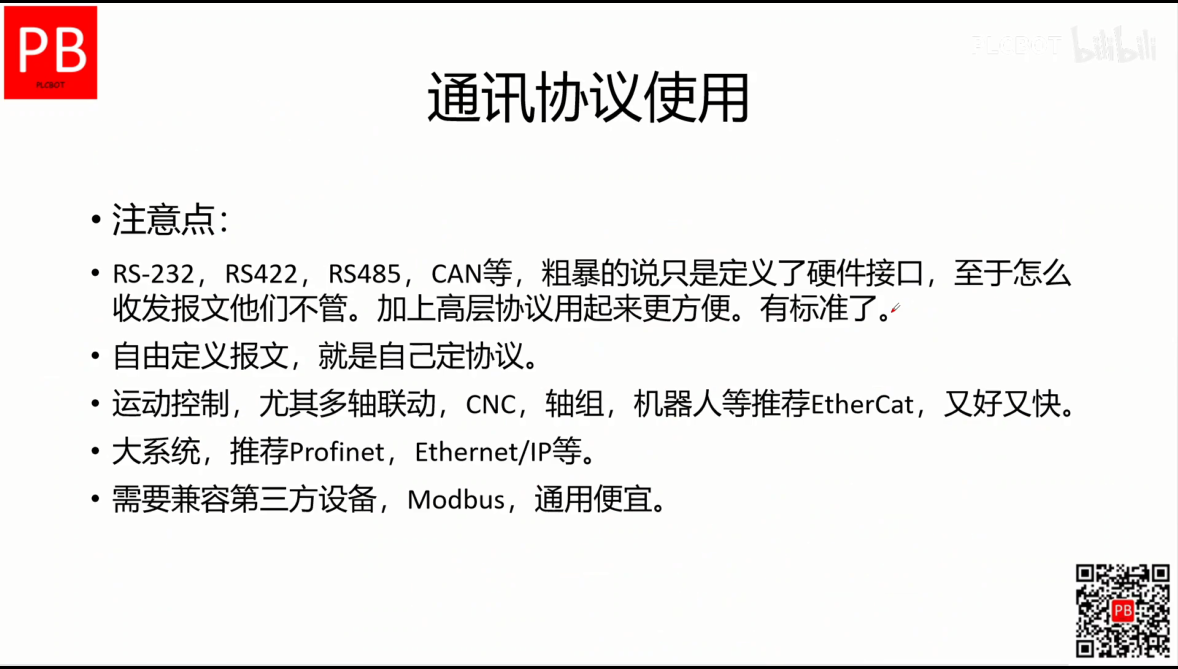 PB
PLCBOT
PLCBOT bilibili
通讯协议使用
• 注意点：
• RS-232，RS422，RS485，CAN等，粗暴的说只是定义了硬件接口，至于怎么
收发报文他们不管。加上高层协议用起来更方便。有标准了。
• 自由定义报文，就是自己定协议。
• 运动控制，尤其多轴联动，CNC，轴组，机器人等推荐EtherCat，又好又快。
• 大系统，推荐Profinet，Ethernet/IP等。
• 需要兼容第三方设备，Modbus，通用便宜。
PB